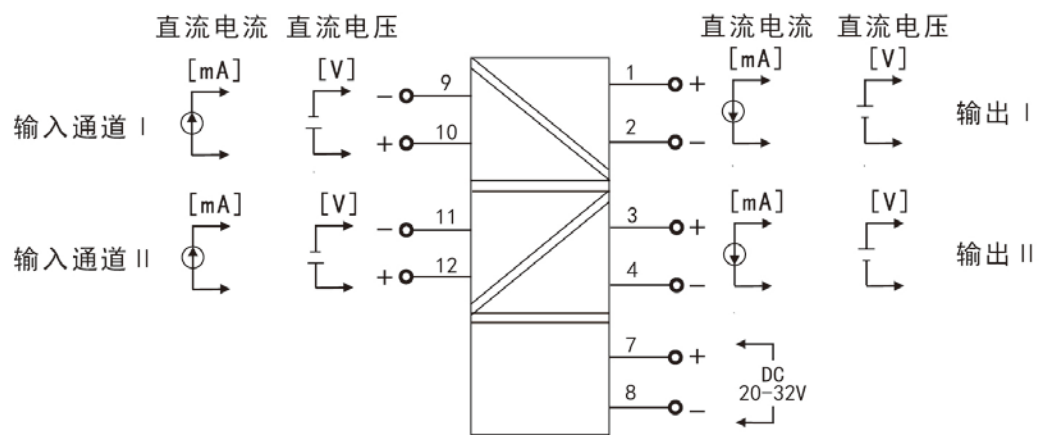 直流电流 直流电压 直流电流 直流电压
[mA] [V] [mA] [V]
输入通道 I − 9 1 + 输出 I
+ 10 2 −
[mA] [V] [mA] [V]
输入通道 II − 11 3 + 输出 II
+ 12 4 −
7 +
DC
20-32V
8 −